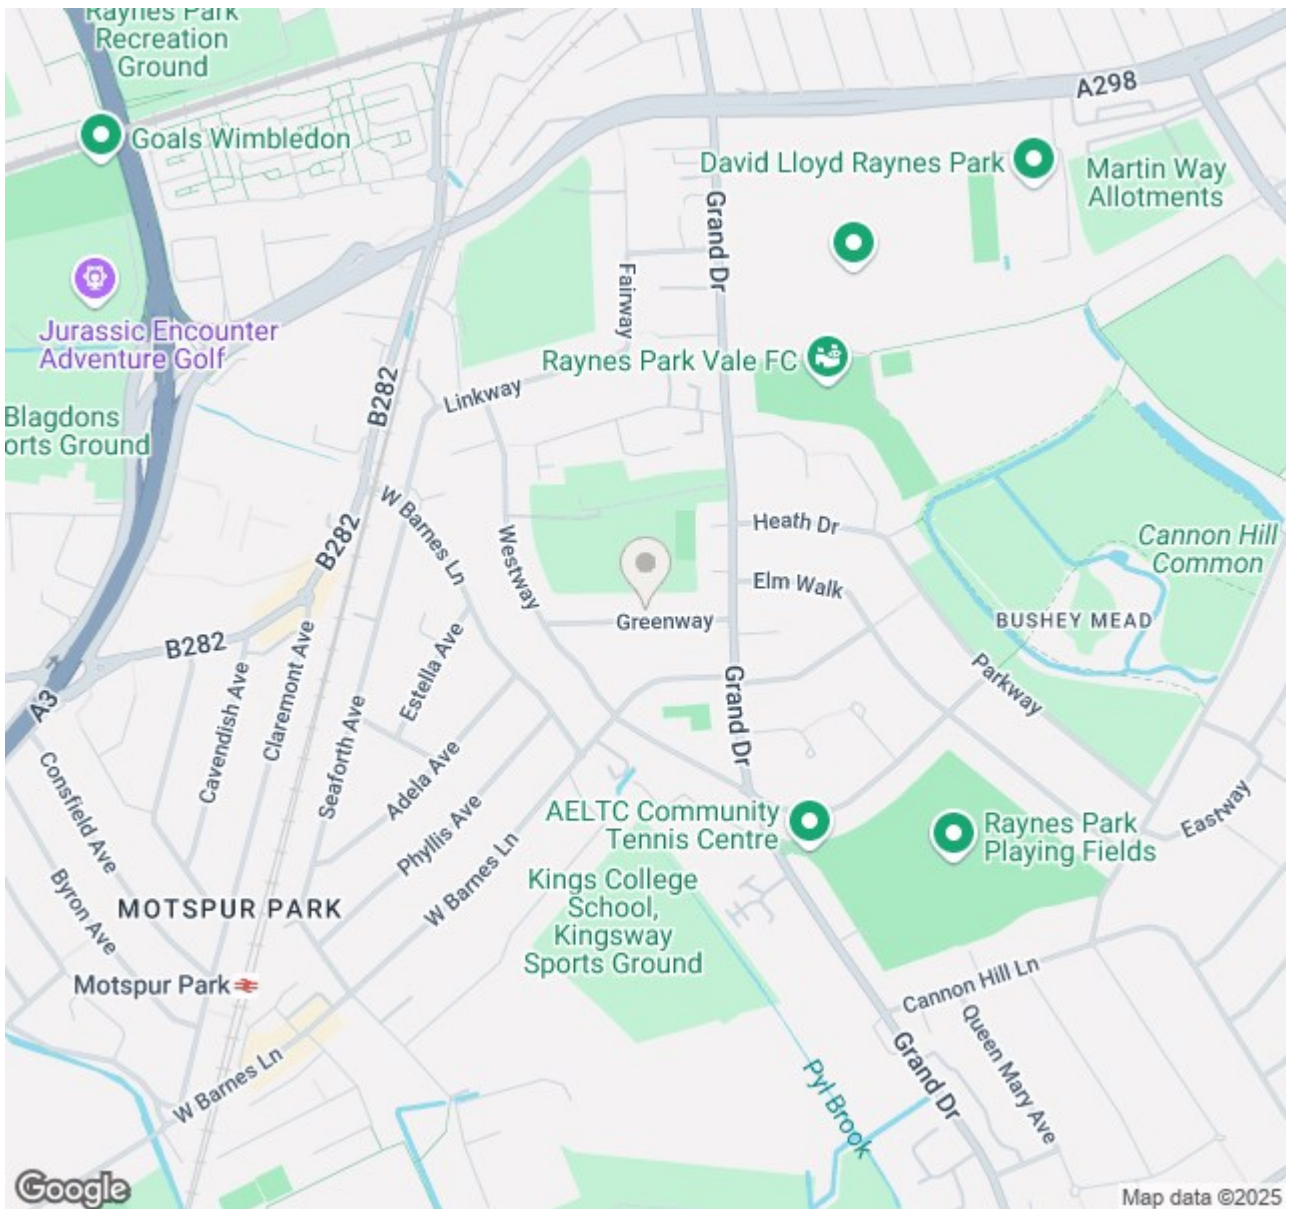 Raynes Park
Recreation
Ground
A298
Goals Wimbledon
David Lloyd Raynes Park
Martin Way
Allotments
Grand Dr
Fairway
Jurassic Encounter
Adventure Golf
Raynes Park Vale FC
B282
Linkway
Blagdons
orts Ground
W Barnes Ln
Westway
B282
Heath Dr
Cannon Hill
Common
Elm Walk
Greenway
BUSHEY MEAD
B282
Estella Ave
Claremont Ave
Cavendish Ave
Parkway
A3
Grand Dr
Seaforth Ave
Consfield Ave
Adela Ave
Phyllis Ave
AELTC Community
Tennis Centre
Raynes Park
Playing Fields
Eastway
W Barnes Ln
Kings College
School,
Kingsway
Sports Ground
Byron Ave
MOTSPUR PARK
Motspur Park
Cannon Hill Ln
Queen Mary Ave
Grand Dr
W Barnes Ln
Pyl Brook
Google
Map data ©2025